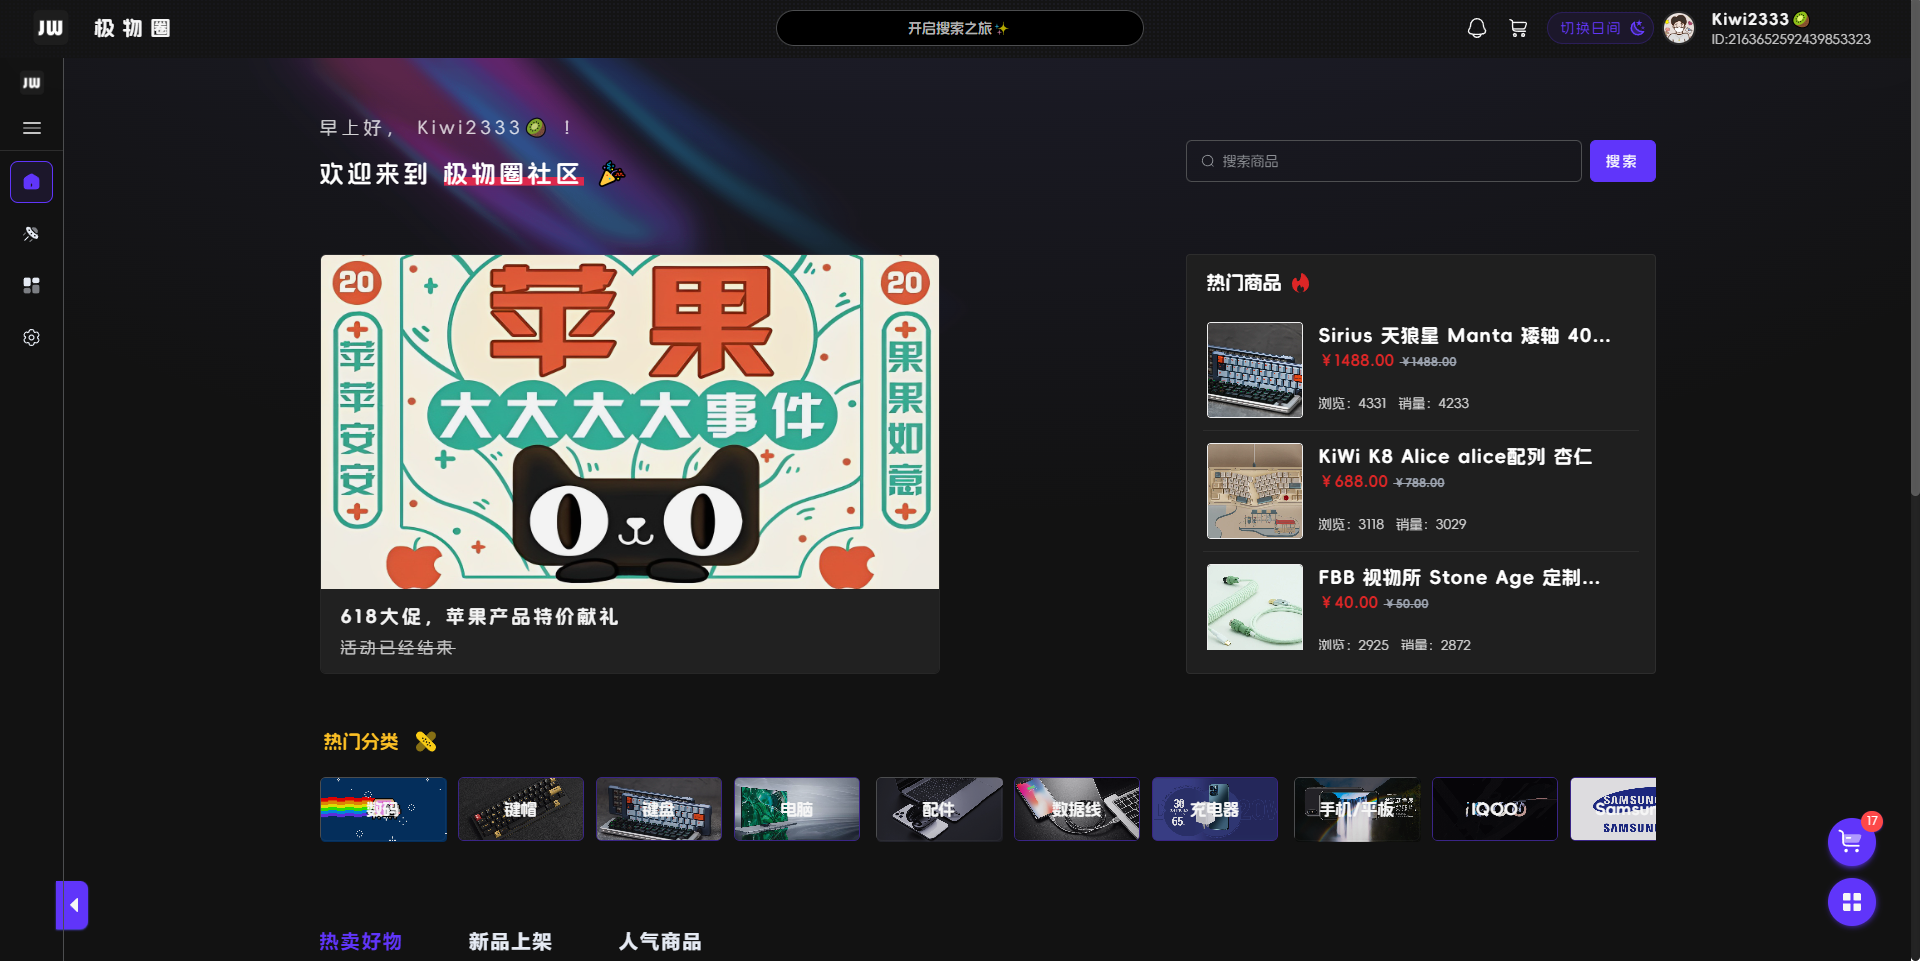 JW 极物圈
开启搜索之旅✨
切换日间
Kiwi2333🥝
ID:2163652592439853323
JW
早上好， Kiwi2333🥝 ！
欢迎来到 极物圈社区 🎉
搜索商品
搜索
20
苹苹安安
苹果
大大大大事件
20
果果如意
618大促，苹果产品特价献礼
活动已经结束
热门商品
Sirius 天狼星 Manta 矮轴 40...
￥1488.00 ￥1488.00
浏览：4331 销量：4233
KiWi K8 Alice alice配列 杏仁
￥688.00 ￥788.00
浏览：3118 销量：3029
FBB 视物所 Stone Age 定制...
￥40.00 ￥50.00
浏览：2925 销量：2872
热门分类
数码
键帽
键盘
电脑
配件
数据线
充电器
手机/平板
iQOO
Samsun
SAMSUN
SAMSUN
17
热卖好物
新品上架
人气商品